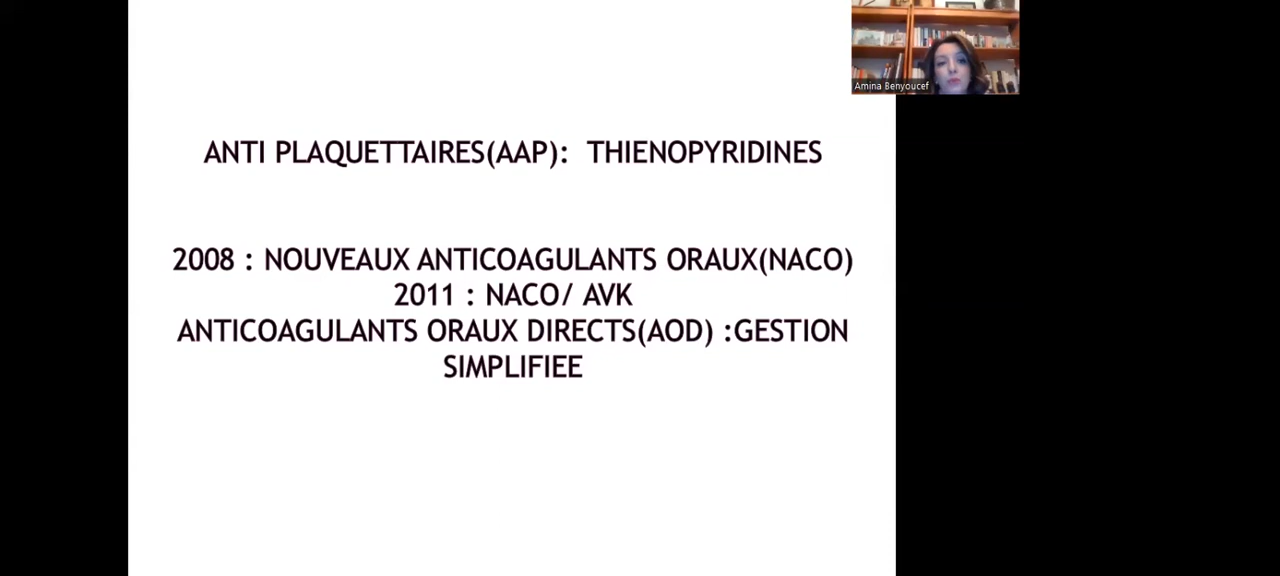 Amina Benyoucef
ANTI PLAQUETTAIRES(AAP): THIENOPYRIDINES
2008 : NOUVEAUX ANTICOAGULANTS ORAUX(NACO)
2011 : NACO/ AVK
ANTICOAGULANTS ORAUX DIRECTS(AOD) :GESTION
SIMPLIFIEE